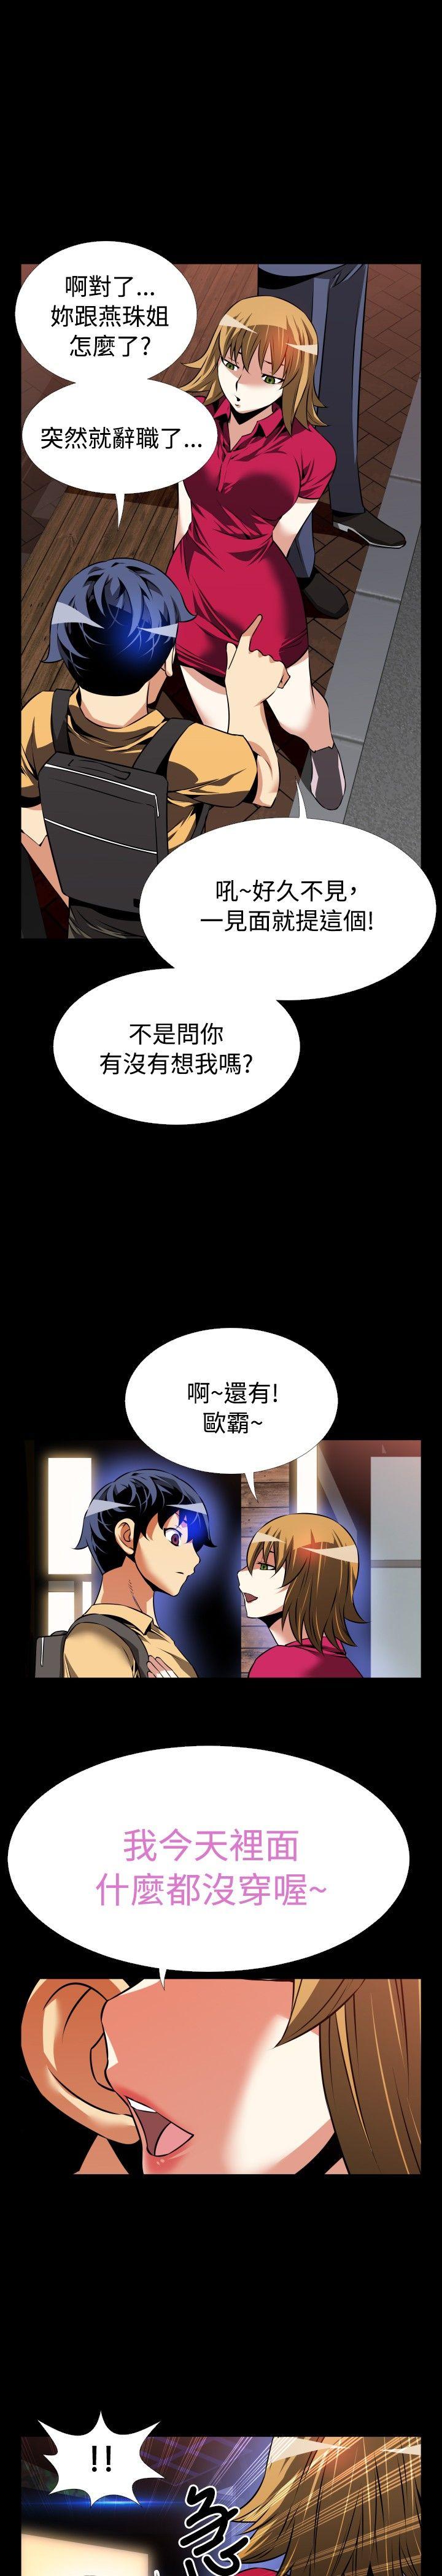 啊對了...
妳跟燕珠姐
怎麼了?
突然就辭職了...
吼~好久不見,
一見面就提這個!
不是問你
有沒有想我嗎?
啊~還有!
歐霸~
我今天裡面
什麼都沒穿喔~
!!